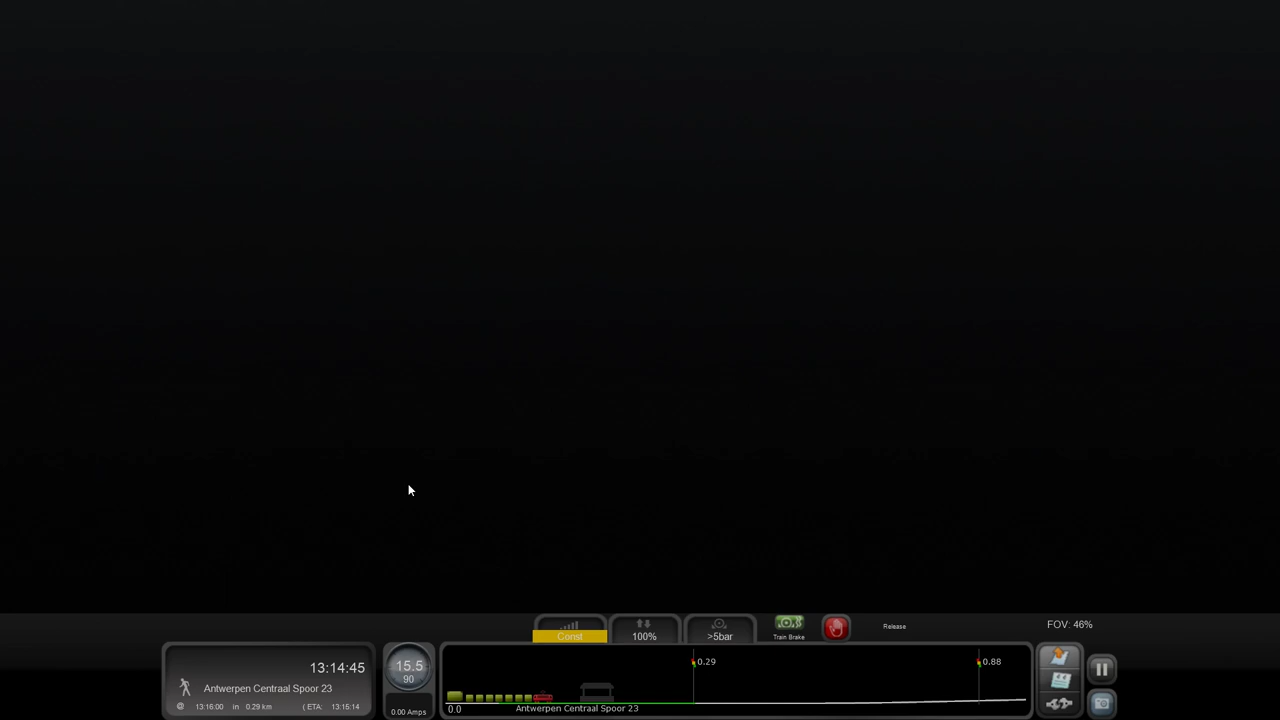 FOV: 46%
Const
100%
>5bar
Train Brake
Release
13:14:45
Antwerpen Centraal Spoor 23
@ 13:16:00 in 0.29 km ( ETA: 13:15:14
15.5
90
0.00 Amps
0.29
0.88
0.0
Antwerpen Centraal Spoor 23